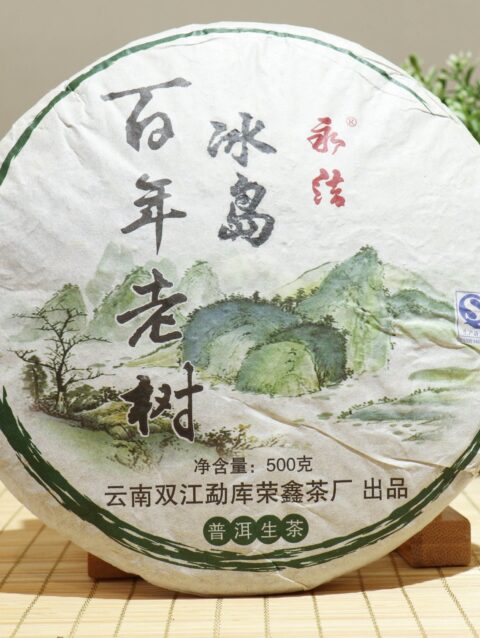 永结®
冰岛
百年老树
净含量：500克
云南双江勐库荣鑫茶厂 出品
普洱生茶